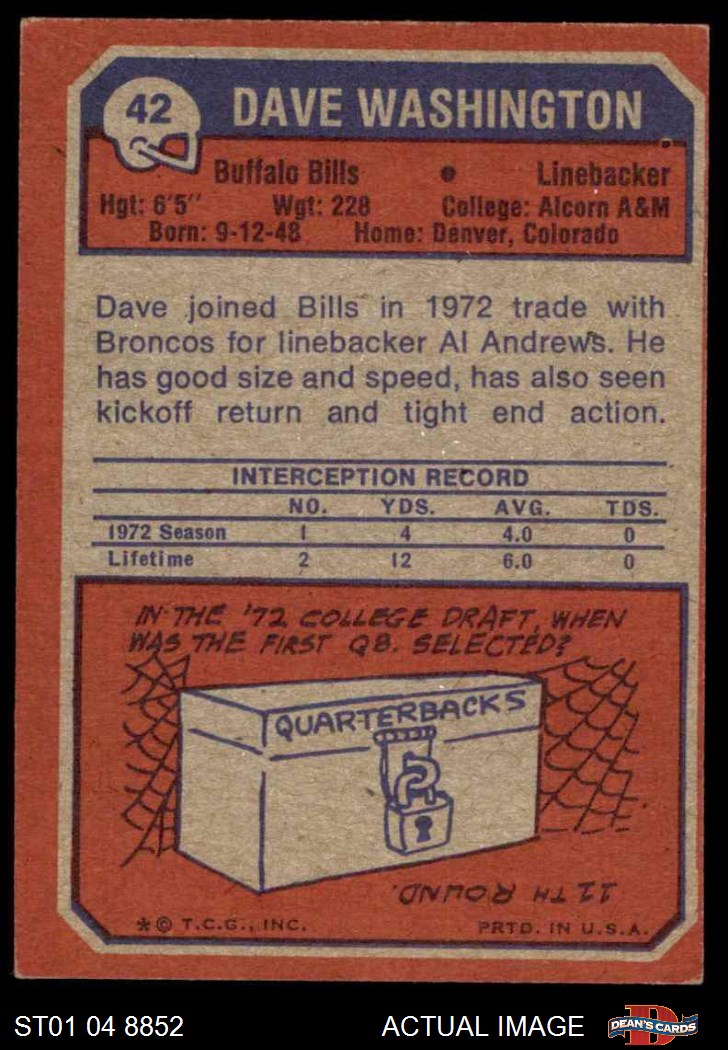 42
DAVE WASHINGTON
Buffalo Bills • Linebacker
Hgt: 6'5" Wgt: 228 College: Alcorn A&M
Born: 9-12-48 Home: Denver, Colorado
Dave joined Bills in 1972 trade with
Broncos for linebacker Al Andrews. He
has good size and speed, has also seen
kickoff return and tight end action.
INTERCEPTION RECORD
NO. YDS. AVG. TDS.
1972 Season 1 4 4.0 0
Lifetime 2 12 6.0 0
IN THE '72 COLLEGE DRAFT, WHEN
WAS THE FIRST QB. SELECTED?
QUARTERBACKS
11TH ROUND.
*© T.C.G., INC. PRTD. IN U.S.A.
ST01 04 8852 ACTUAL IMAGE DEAN'S CARDS